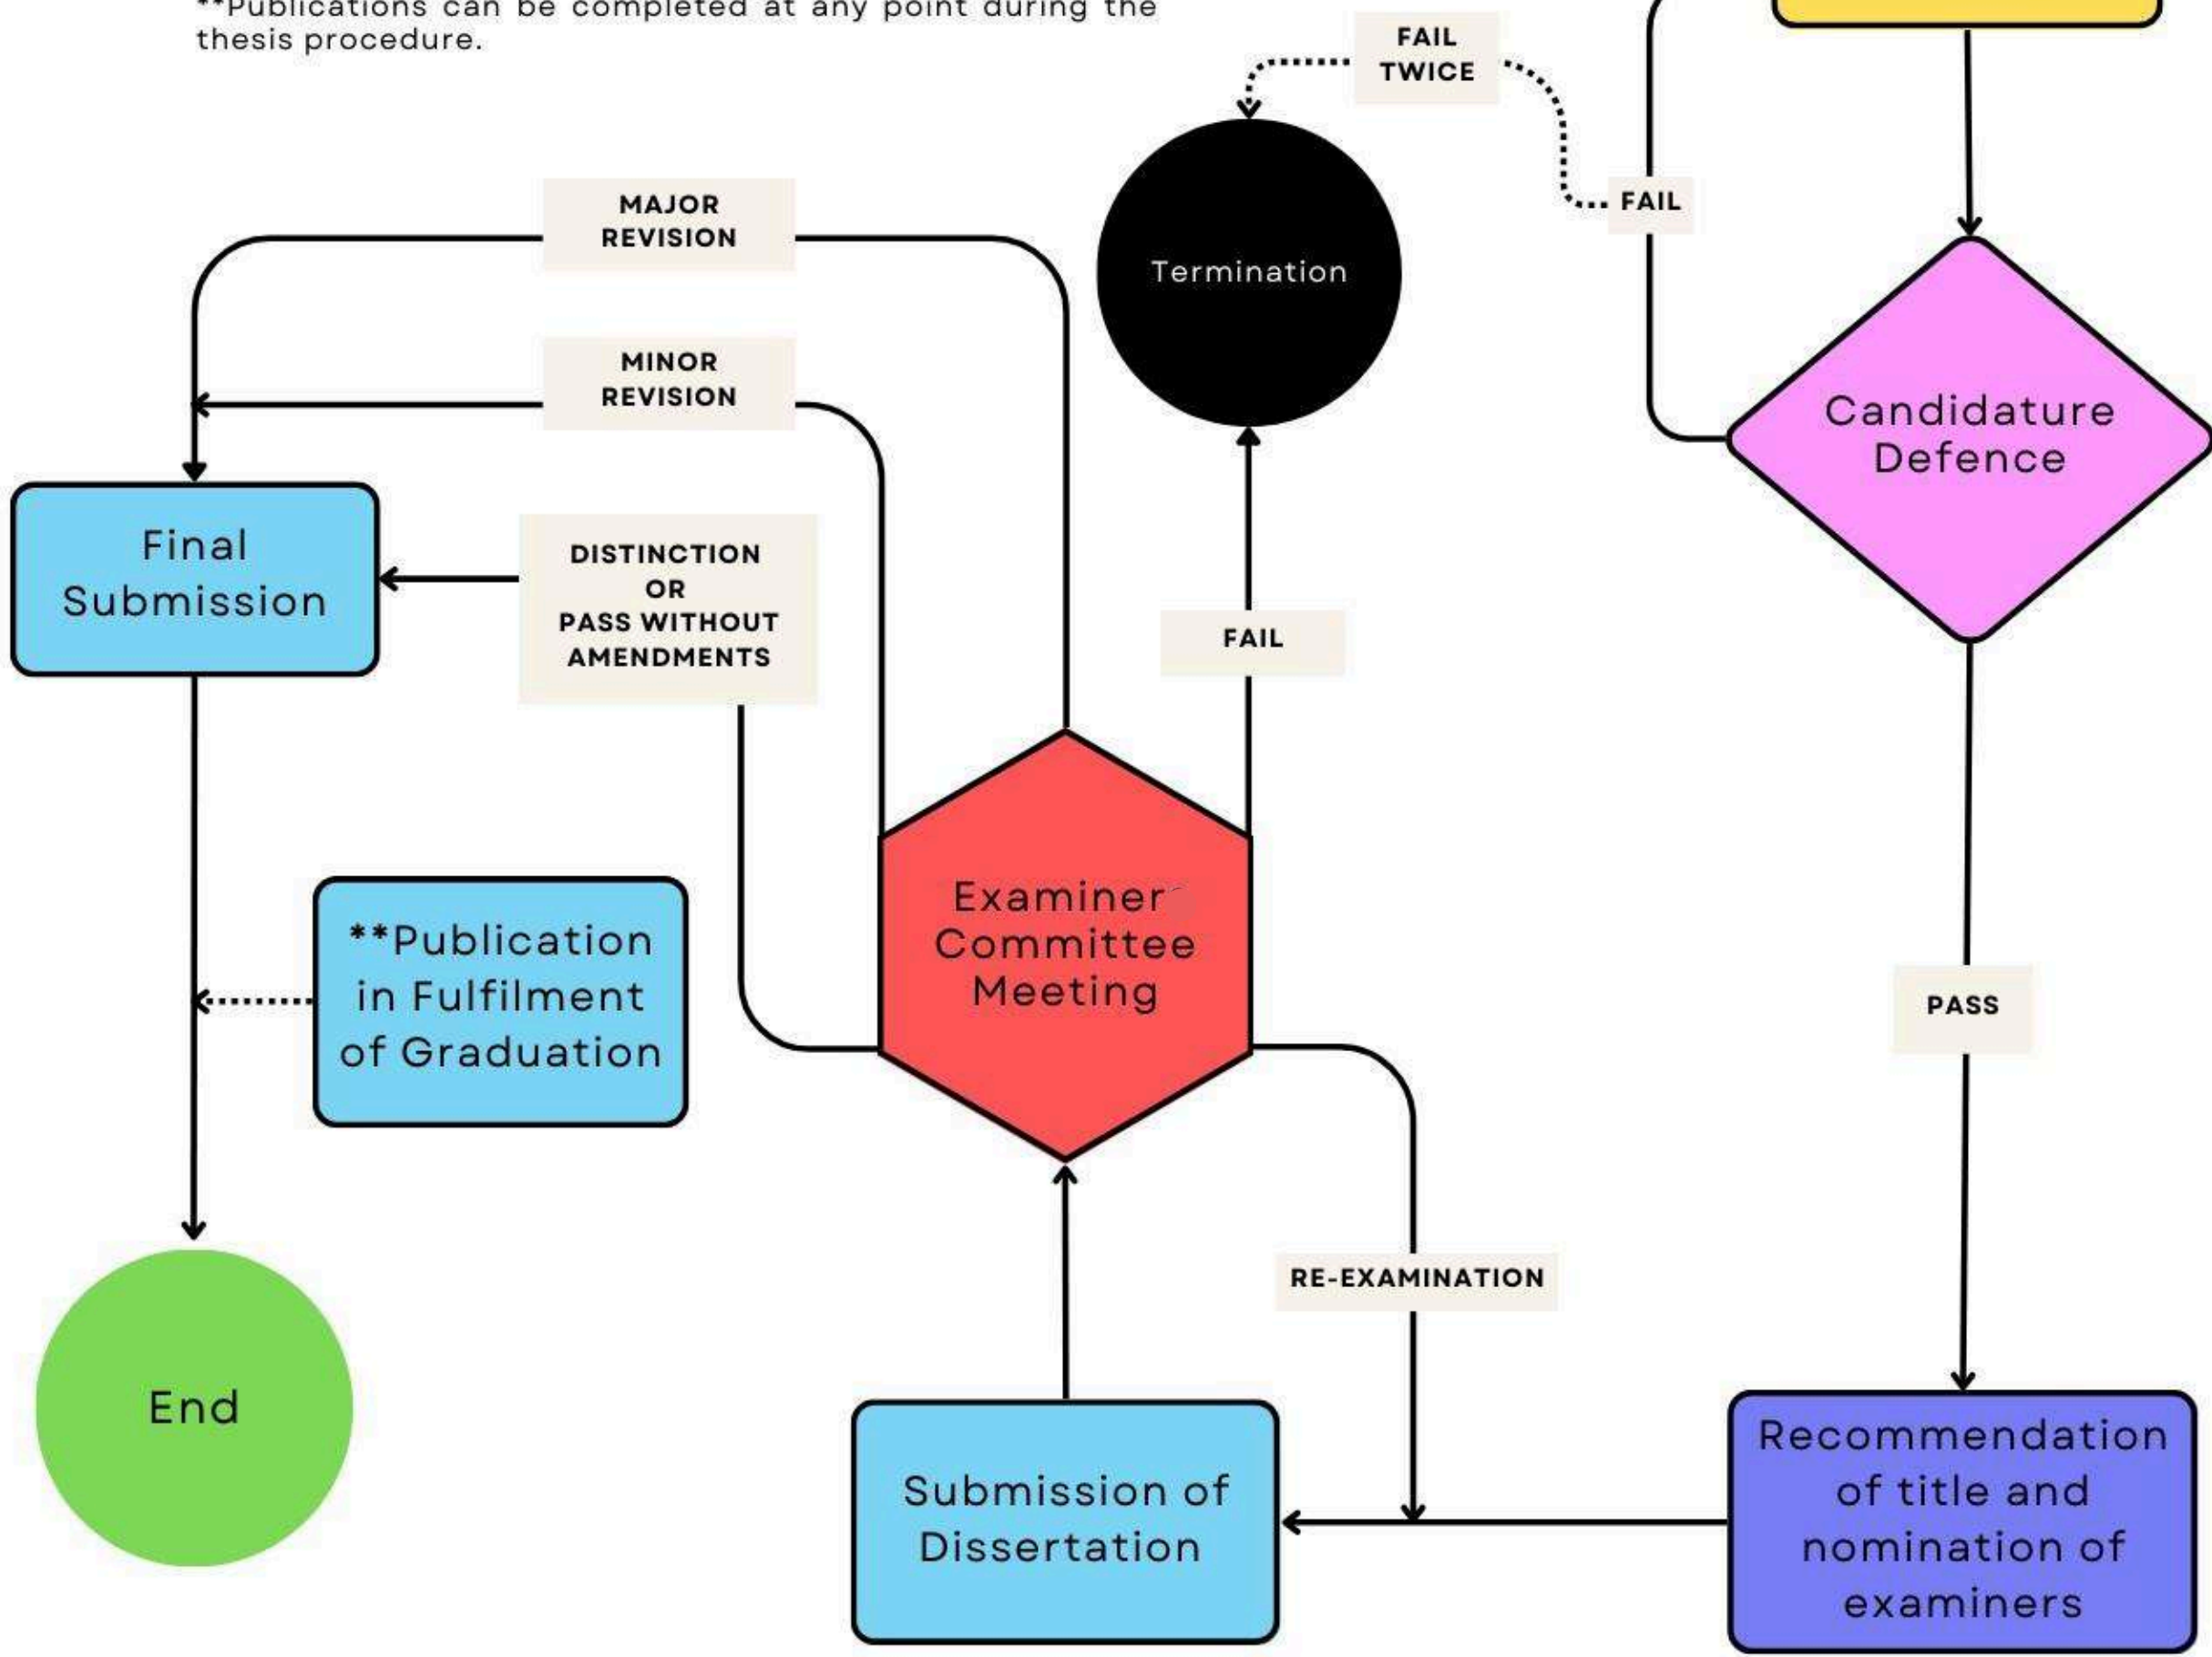 **Publications can be completed at any point during the
thesis procedure.
FAIL
TWICE
FAIL
MAJOR
REVISION
Termination
MINOR
REVISION
Candidature
Defence
Final
Submission
DISTINCTION
OR
PASS WITHOUT
AMENDMENTS
FAIL
Examiner
Committee
Meeting
**Publication
in Fulfilment
of Graduation
PASS
RE-EXAMINATION
End
Submission of
Dissertation
Recommendation
of title and
nomination of
examiners